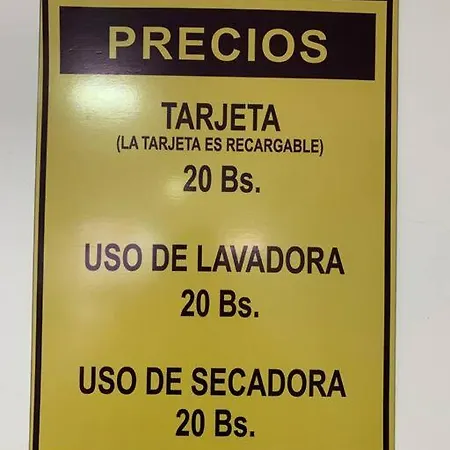 PRECIOS
TARJETA
(LA TARJETA ES RECARGABLE)
20 Bs.
USO DE LAVADORA
20 Bs.
USO DE SECADORA
20 Bs.